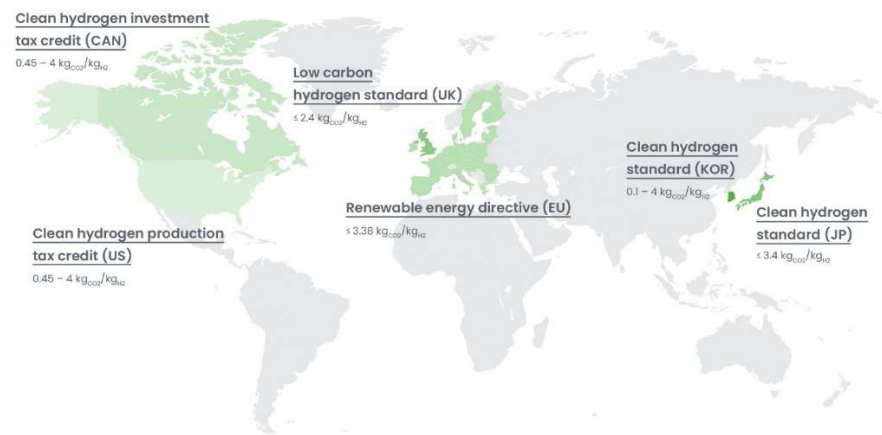 Clean hydrogen investment
tax credit (CAN)
0.45 – 4 kgCO2/kgH2
Low carbon
hydrogen standard (UK)
≤ 2.4 kgCO2/kgH2
Clean hydrogen
standard (KOR)
0.1 – 4 kgCO2/kgH2
Renewable energy directive (EU)
≤ 3.38 kgCO2/kgH2
Clean hydrogen
standard (JP)
≤ 3.4 kgCO2/kgH2
Clean hydrogen production
tax credit (US)
0.45 – 4 kgCO2/kgH2